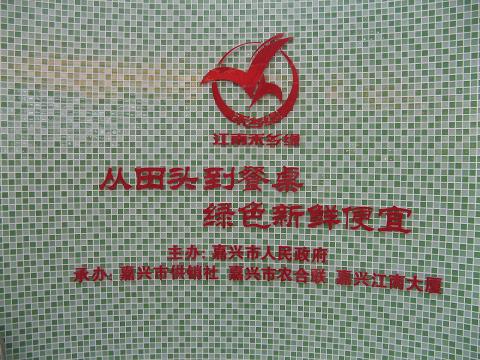 江南水乡缘
从田头到餐桌
绿色新鲜便宜
主办: 嘉兴市人民政府
承办: 嘉兴市供销社 嘉兴市农合联 嘉兴江南大厦